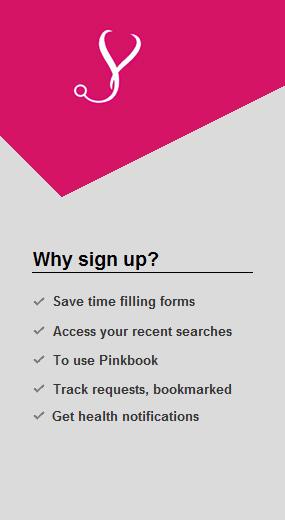 Why sign up?
Save time filling forms
Access your recent searches
To use Pinkbook
Track requests, bookmarked
Get health notifications